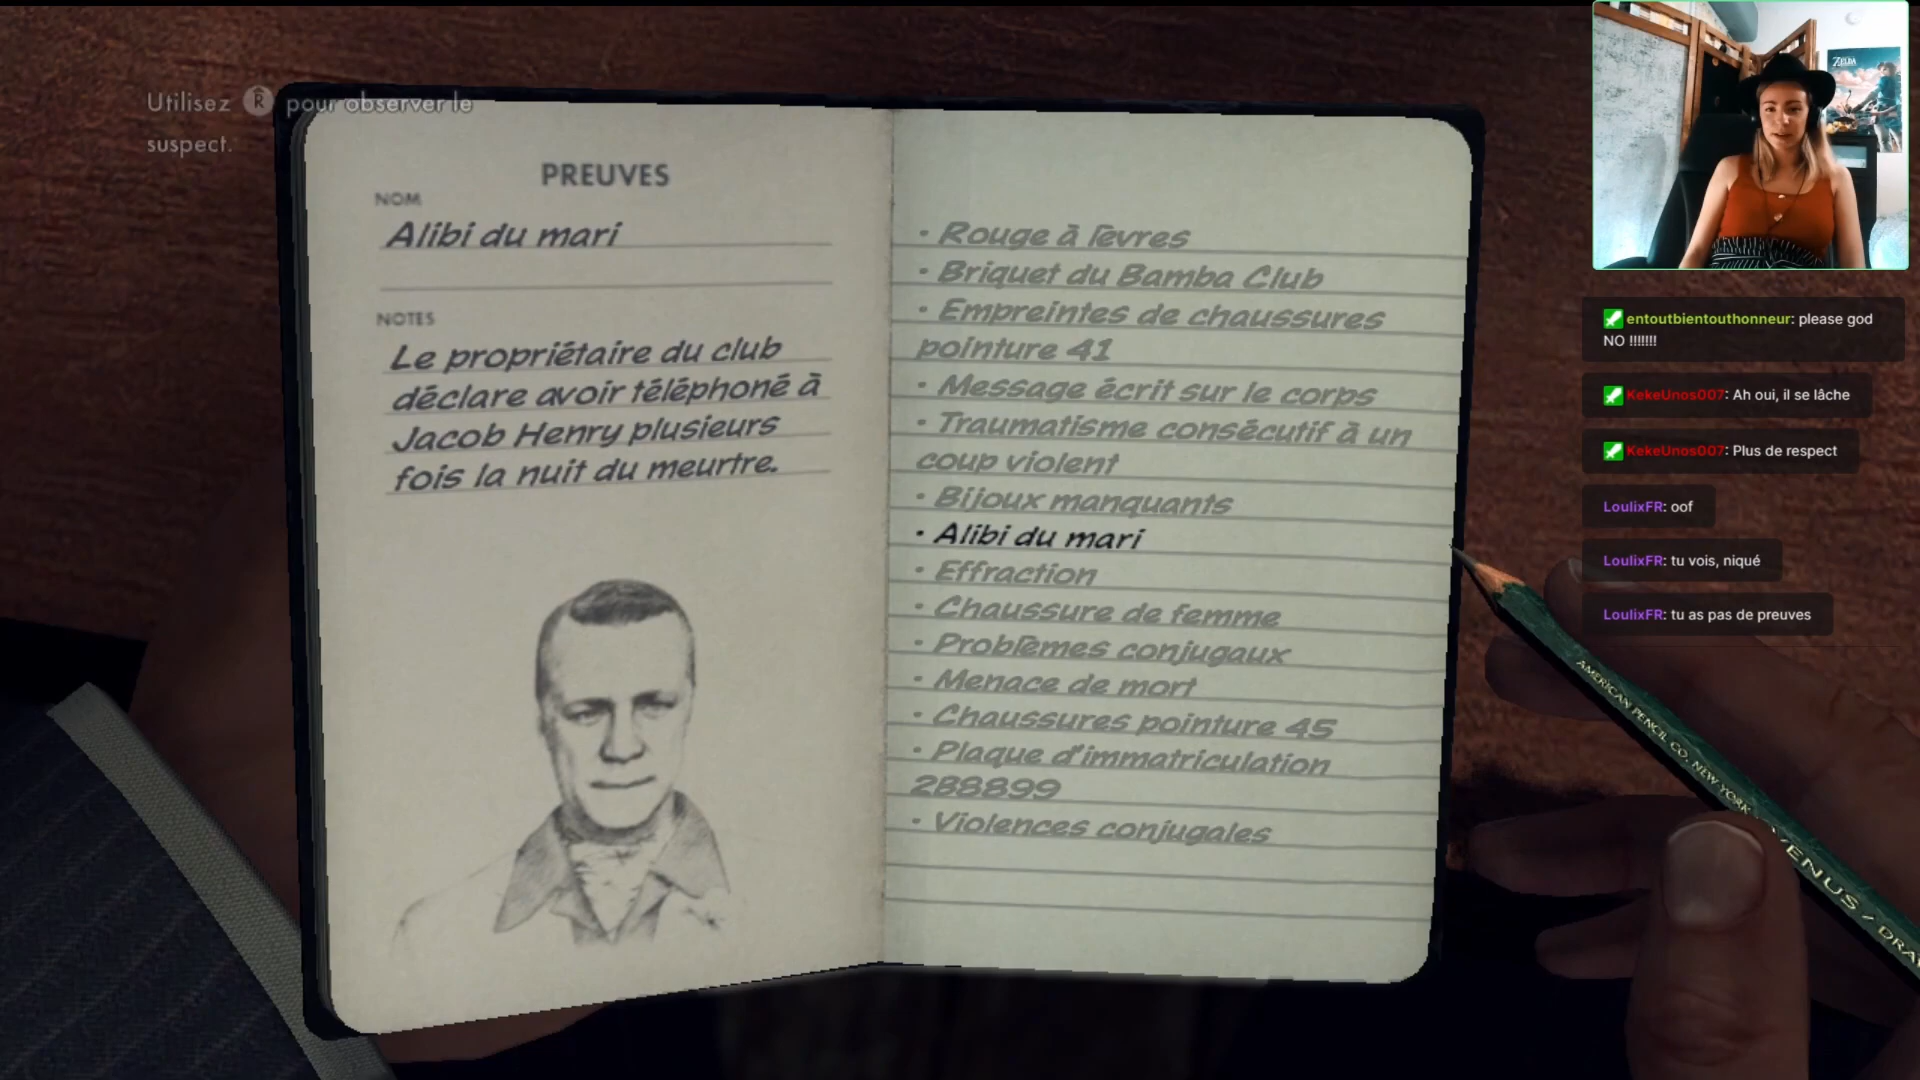 Utilisez R pour observer le
suspect.
PREUVES
NOM
Alibi du mari
NOTES
Le propriétaire du club
déclare avoir téléphoné à
Jacob Henry plusieurs
fois la nuit du meurtre.
• Rouge à lèvres
• Briquet du Bamba Club
• Empreintes de chaussures
pointure 41
• Message écrit sur le corps
• Traumatisme consécutif à un
coup violent
• Bijoux manquants
• Alibi du mari
• Effraction
• Chaussure de femme
• Problèmes conjugaux
• Menace de mort
• Chaussures pointure 45
• Plaque d'immatriculation
2B8899
• Violences conjugales
AMERICAN PENCIL CO. NEW YORK
VENUS / DRA
ZELDA
entoutbientouthonneur: please god
NO !!!!!!!
KekeUnos007: Ah oui, il se lâche
KekeUnos007: Plus de respect
LoulixFR: oof
LoulixFR: tu vois, niqué
LoulixFR: tu as pas de preuves